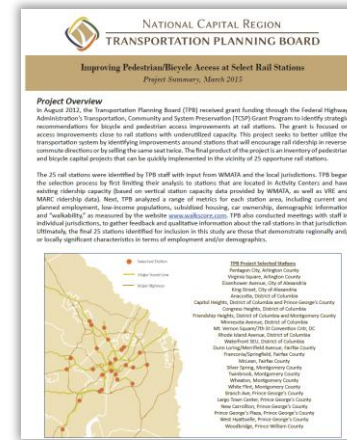 NATIONAL CAPITAL REGION
TRANSPORTATION PLANNING BOARD
Improving Pedestrian/Bicycle Access at Select Rail Stations
Project Summary, March 2015
Project Overview
In August 2012, the Transportation Planning Board (TPB) received grant funding through the Federal Highway
Administration's Transportation, Community and System Preservation (TCSP) Grant Program to identify strategic
recommendations for bicycle and pedestrian access improvements at rail stations. The grant is focused on
access improvements close to rail stations with underutilized capacity. This project seeks to better utilize the
transportation system by identifying improvements around stations that will encourage rail ridership in reverse-
commute directions or by selling the same seat twice. The final product of the project is an inventory of pedestrian
and bicycle capital projects that can be quickly implemented in the vicinity of 25 opportune rail stations.
The 25 rail stations were identified by TPB staff with input from WMATA and the local jurisdictions. TPB began
the selection process by first limiting their analysis to stations that are located in Activity Centers and have
existing ridership capacity (based on vertical station capacity data provided by WMATA, as well as VRE and
MARC ridership data). Next, TPB analyzed a range of metrics for each station area, including current and
planned employment, low-income populations, subsidized housing, car ownership, demographic information
and "walkability," as measured by the website www.walkscore.com. TPB also conducted meetings with staff in
individual jurisdictions, to gather feedback and qualitative information about the rail stations in that jurisdiction.
Ultimately, the final 25 stations identified for inclusion in this study are those that demonstrate regionally and/
or locally significant characteristics in terms of employment and/or demographics.
Selected Station
Major Jurisdiction
Major Highway
TPB Project Selected Stations
Pentagon City, Arlington County
Virginia Square, Arlington County
Eisenhower Avenue, City of Alexandria
King Street, City of Alexandria
Anacostia, District of Columbia
Capitol Heights, District of Columbia and Prince George's County
Congress Heights, District of Columbia
Friendship Heights, District of Columbia and Montgomery County
Minnesota Avenue, District of Columbia
Mt. Vernon Square/7th St Convention Cntr, DC
Rhode Island Avenue, District of Columbia
Waterfront SEU, District of Columbia
Dunn Loring/Merrifield Avenue, Fairfax County
Franconia/Springfield, Fairfax County
McLean, Fairfax County
Silver Spring, Montgomery County
Twinbrook, Montgomery County
Wheaton, Montgomery County
White Flint, Montgomery County
Branch Ave, Prince George's County
Largo Town Center, Prince George's County
New Carrollton, Prince George's County
Prince George's Plaza, Prince George's County
West Hyattsville, Prince George's County
Woodbridge, Prince William County